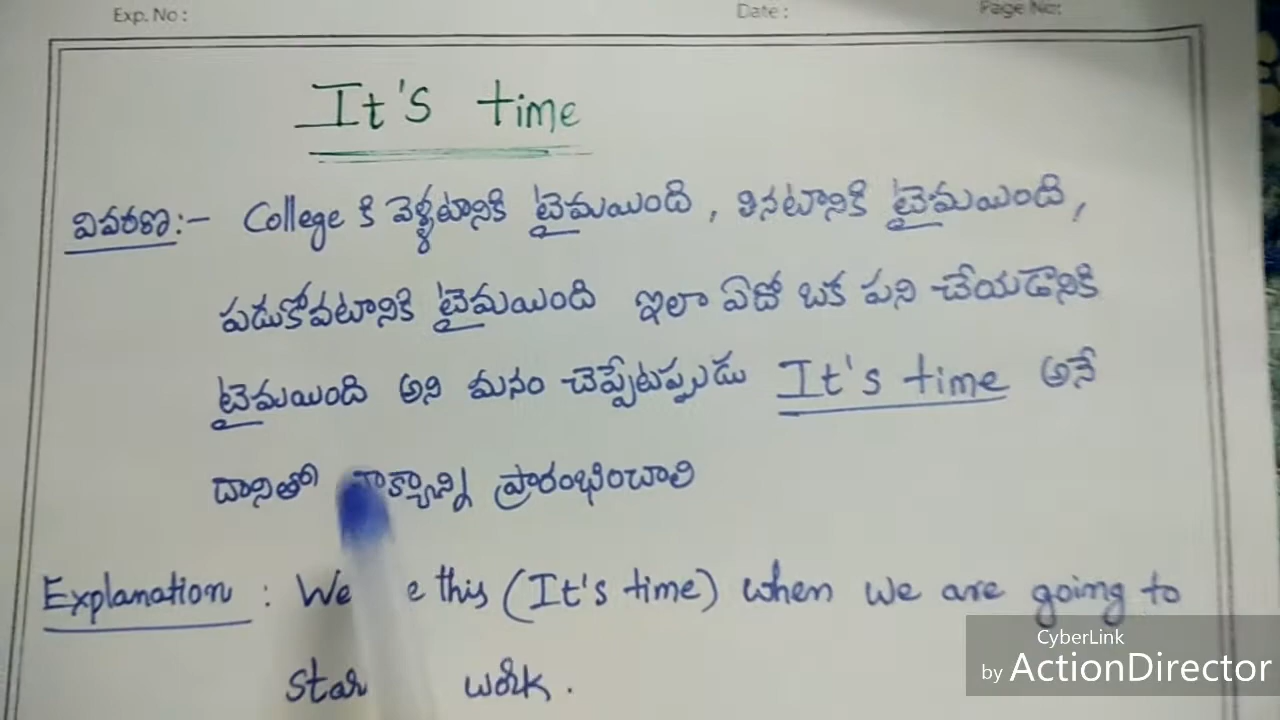 Exp. No :
Date :
Page No:
It's time
వివరణ:- College కి వెళ్ళటానికి టైమయింది, తినటానికి టైమయింది,
పడుకోవటానికి టైమయింది ఇలా ఏదో ఒక పని చేయడానికి
టైమయింది అని మనం చెప్పేటప్పుడు It's time అనే
దానితో వాక్యాన్ని ప్రారంభించాలి
Explanation : We this (It's time) when we are going to
work.
CyberLink
by ActionDirector